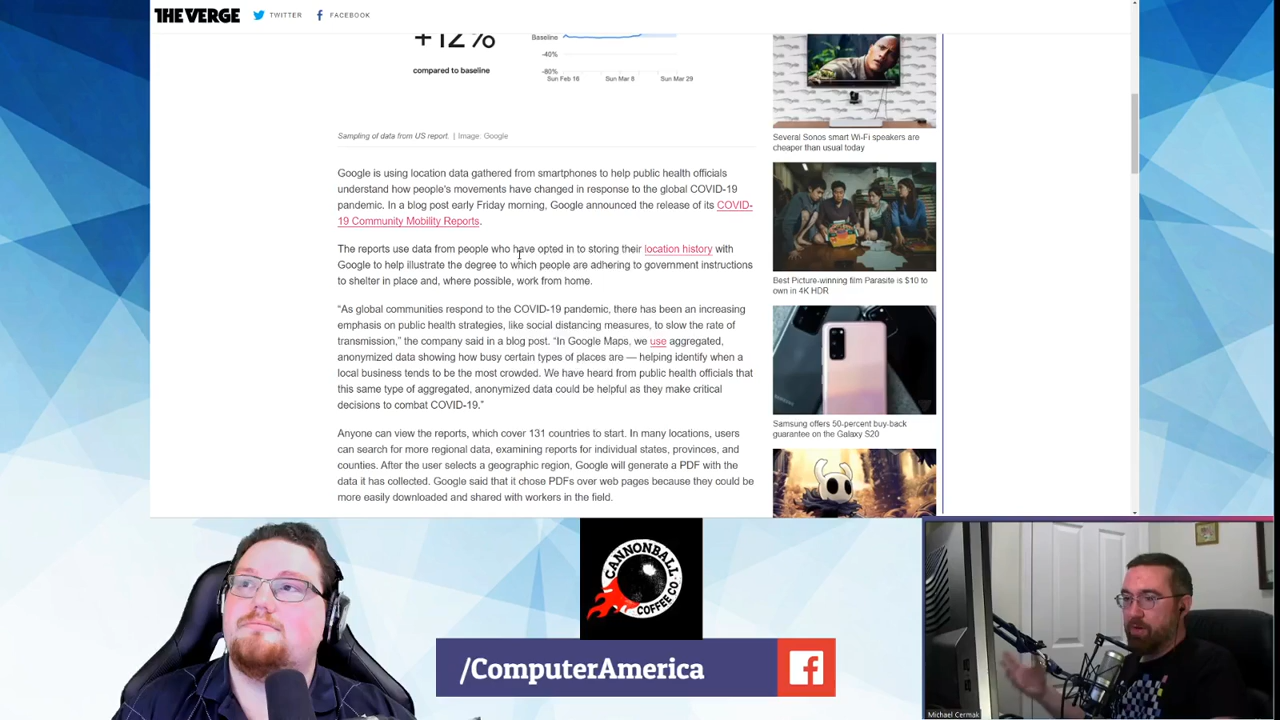 THE VERGE
TWITTER
FACEBOOK
+12%
compared to baseline
Baseline
-40%
-80%
Sun Feb 16
Sun Mar 8
Sun Mar 29
Sampling of data from US report. | Image: Google
Google is using location data gathered from smartphones to help public health officials
understand how people's movements have changed in response to the global COVID-19
pandemic. In a blog post early Friday morning, Google announced the release of its COVID-
19 Community Mobility Reports.
The reports use data from people who have opted in to storing their location history with
Google to help illustrate the degree to which people are adhering to government instructions
to shelter in place and, where possible, work from home.
“As global communities respond to the COVID-19 pandemic, there has been an increasing
emphasis on public health strategies, like social distancing measures, to slow the rate of
transmission,” the company said in a blog post. “In Google Maps, we use aggregated,
anonymized data showing how busy certain types of places are — helping identify when a
local business tends to be the most crowded. We have heard from public health officials that
this same type of aggregated, anonymized data could be helpful as they make critical
decisions to combat COVID-19.”
Anyone can view the reports, which cover 131 countries to start. In many locations, users
can search for more regional data, examining reports for individual states, provinces, and
counties. After the user selects a geographic region, Google will generate a PDF with the
data it has collected. Google said that it chose PDFs over web pages because they could be
more easily downloaded and shared with workers in the field.
Several Sonos smart Wi-Fi speakers are
cheaper than usual today
Best Picture-winning film Parasite is $10 to
own in 4K HDR
Samsung offers 50-percent buy-back
guarantee on the Galaxy S20
CANNONBALL
COFFEE CO.
/ComputerAmerica
Michael Cermak